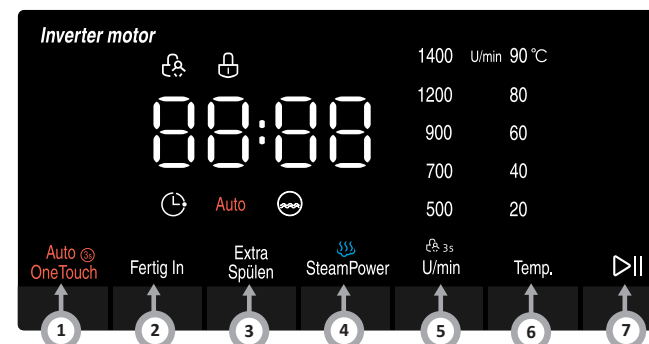 Inverter motor
1400 U/min 90 °C
1200 80
88:88
900 60
700 40
Auto
500 20
Auto 3s
OneTouch
Fertig In
Extra
Spülen
SteamPower
3s
U/min
Temp.
1 2 3 4 5 6 7